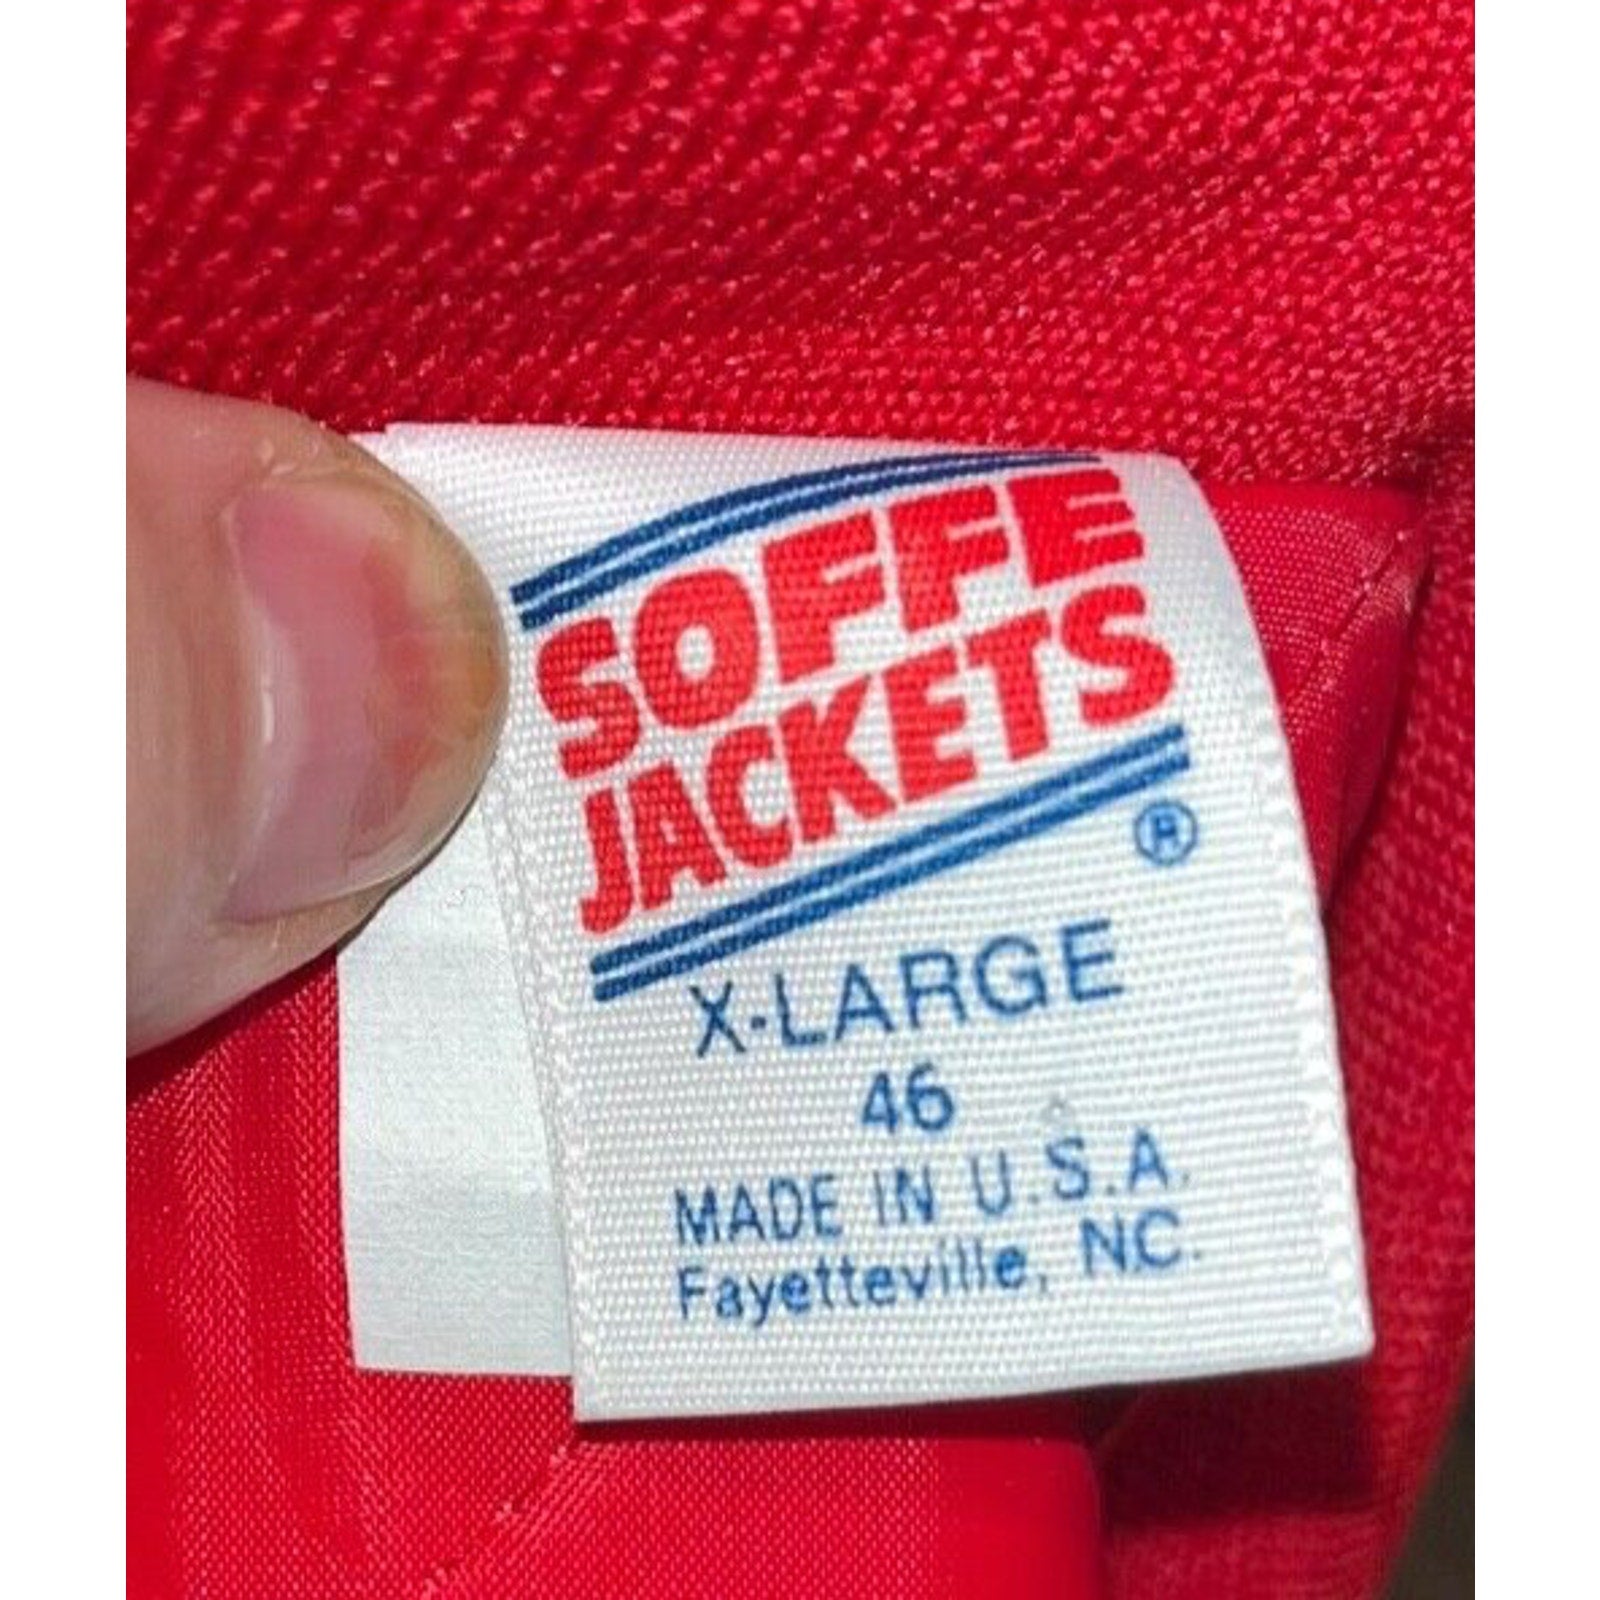 SOFFE
JACKETS
®
X-LARGE
46
MADE IN U.S.A.
Fayetteville, NC.